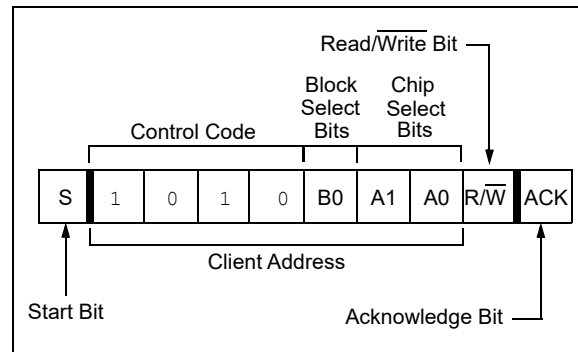 Read/Write Bit
Block Select Bits
Chip Select Bits
Control Code
S 1 0 1 0 B0 A1 A0 R/W ACK
Client Address
Start Bit
Acknowledge Bit